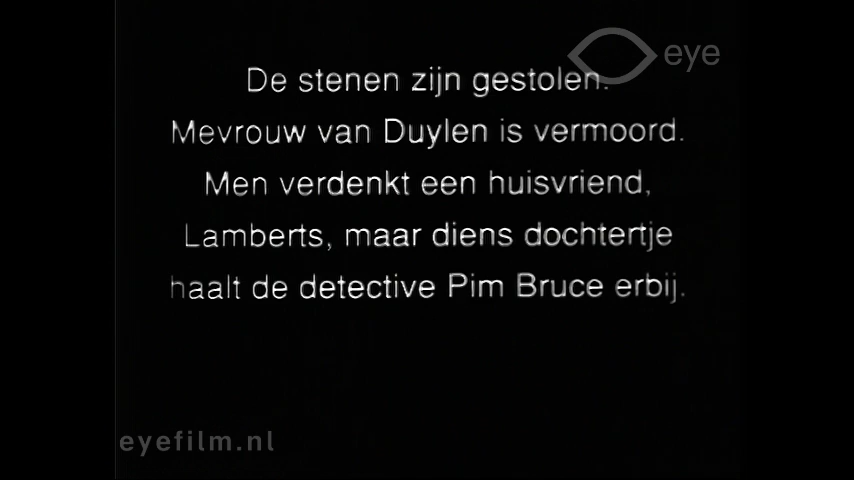 eye
De stenen zijn gestolen.
Mevrouw van Duylen is vermoord.
Men verdenkt een huisvriend,
Lamberts, maar diens dochtertje
haalt de detective Pim Bruce erbij.
eyefilm.nl